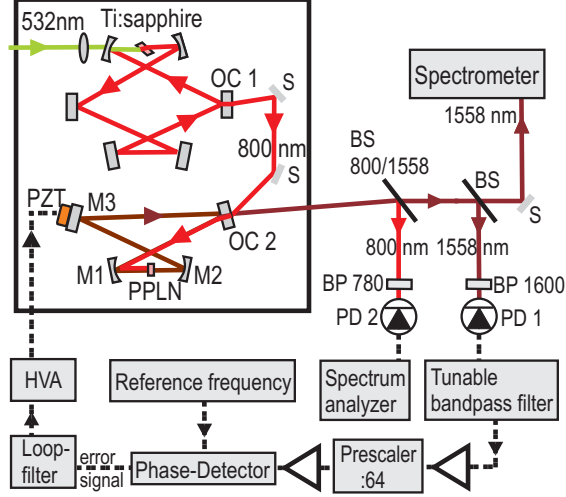 532nm
Ti:sapphire
OC 1
S
800 nm
S
OC 2
PZT
M3
M1
M2
PPLN
Spectrometer
1558 nm
BS
800/1558
BS
S
800 nm
1558 nm
BP 780
BP 1600
PD 2
PD 1
HVA
Reference frequency
Spectrum
analyzer
Tunable
bandpass filter
Loop-
filter
error
signal
Phase-Detector
Prescaler
:64